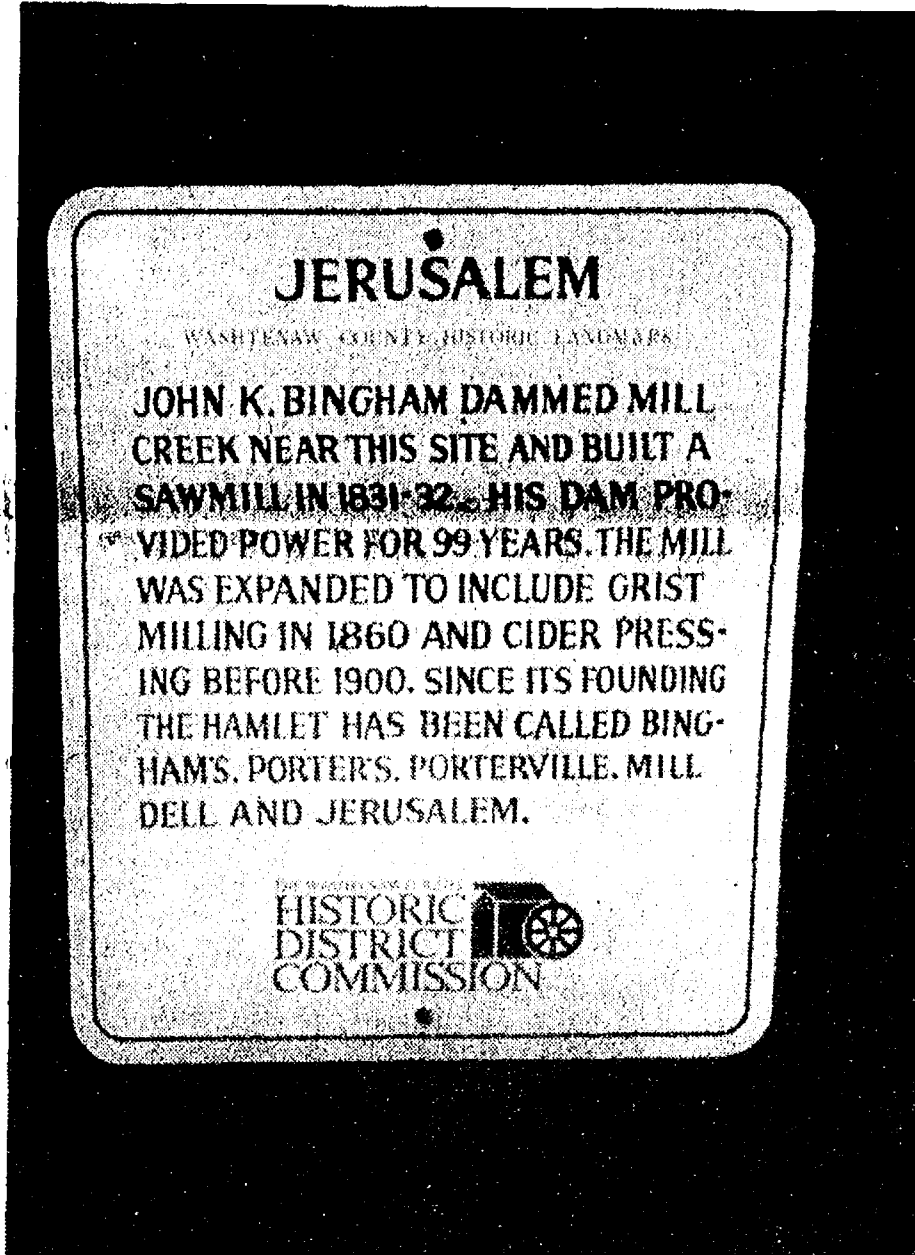 JERUSALEM
WASHTENAW COUNTY HISTORIC LANDMARK
JOHN K. BINGHAM DAMMED MILL
CREEK NEAR THIS SITE AND BUILT A
SAWMILL IN 1831-32. HIS DAM PRO-
VIDED POWER FOR 99 YEARS. THE MILL
WAS EXPANDED TO INCLUDE GRIST
MILLING IN 1860 AND CIDER PRESS-
ING BEFORE 1900. SINCE ITS FOUNDING
THE HAMLET HAS BEEN CALLED BING-
HAM'S, PORTER'S, PORTERVILLE, MILL
DELL AND JERUSALEM.
THE WASHTENAW COUNTY
HISTORIC
DISTRICT
COMMISSION